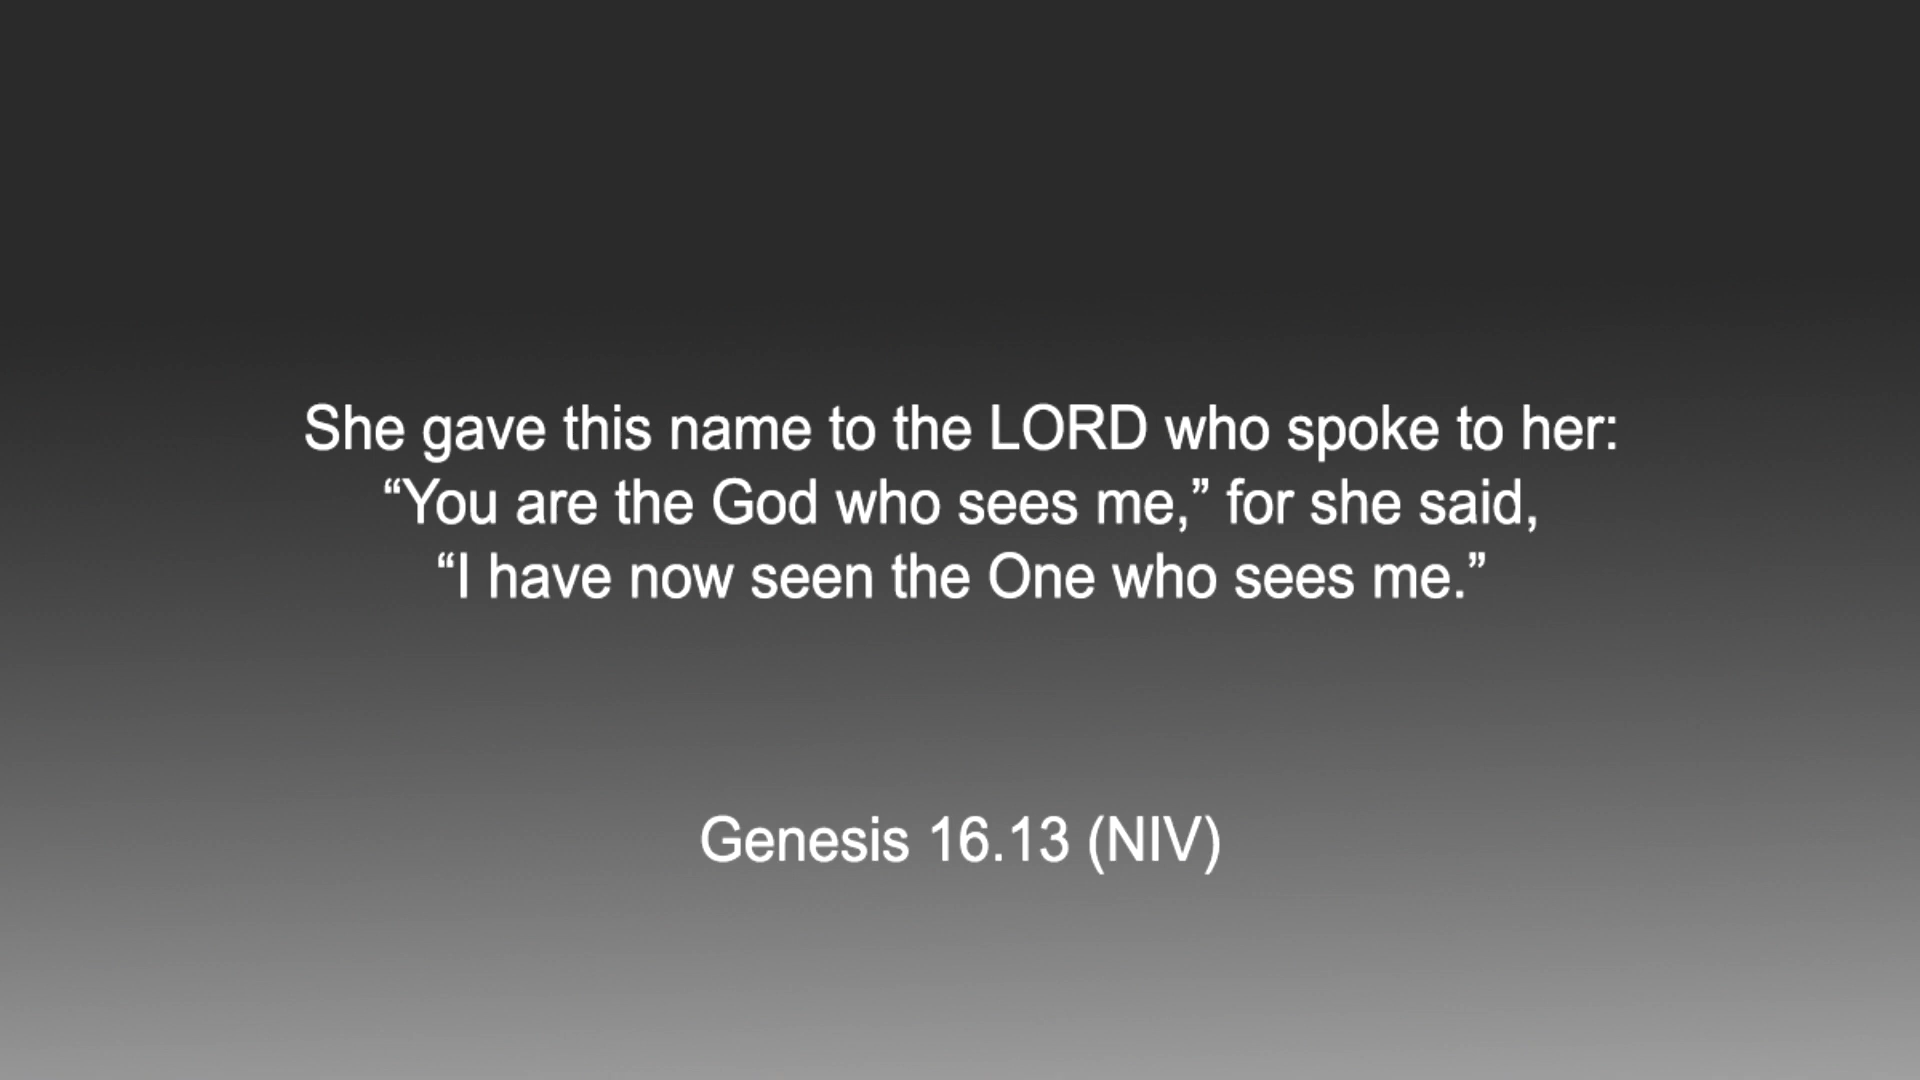 She gave this name to the LORD who spoke to her:
“You are the God who sees me,” for she said,
“I have now seen the One who sees me.”
Genesis 16.13 (NIV)